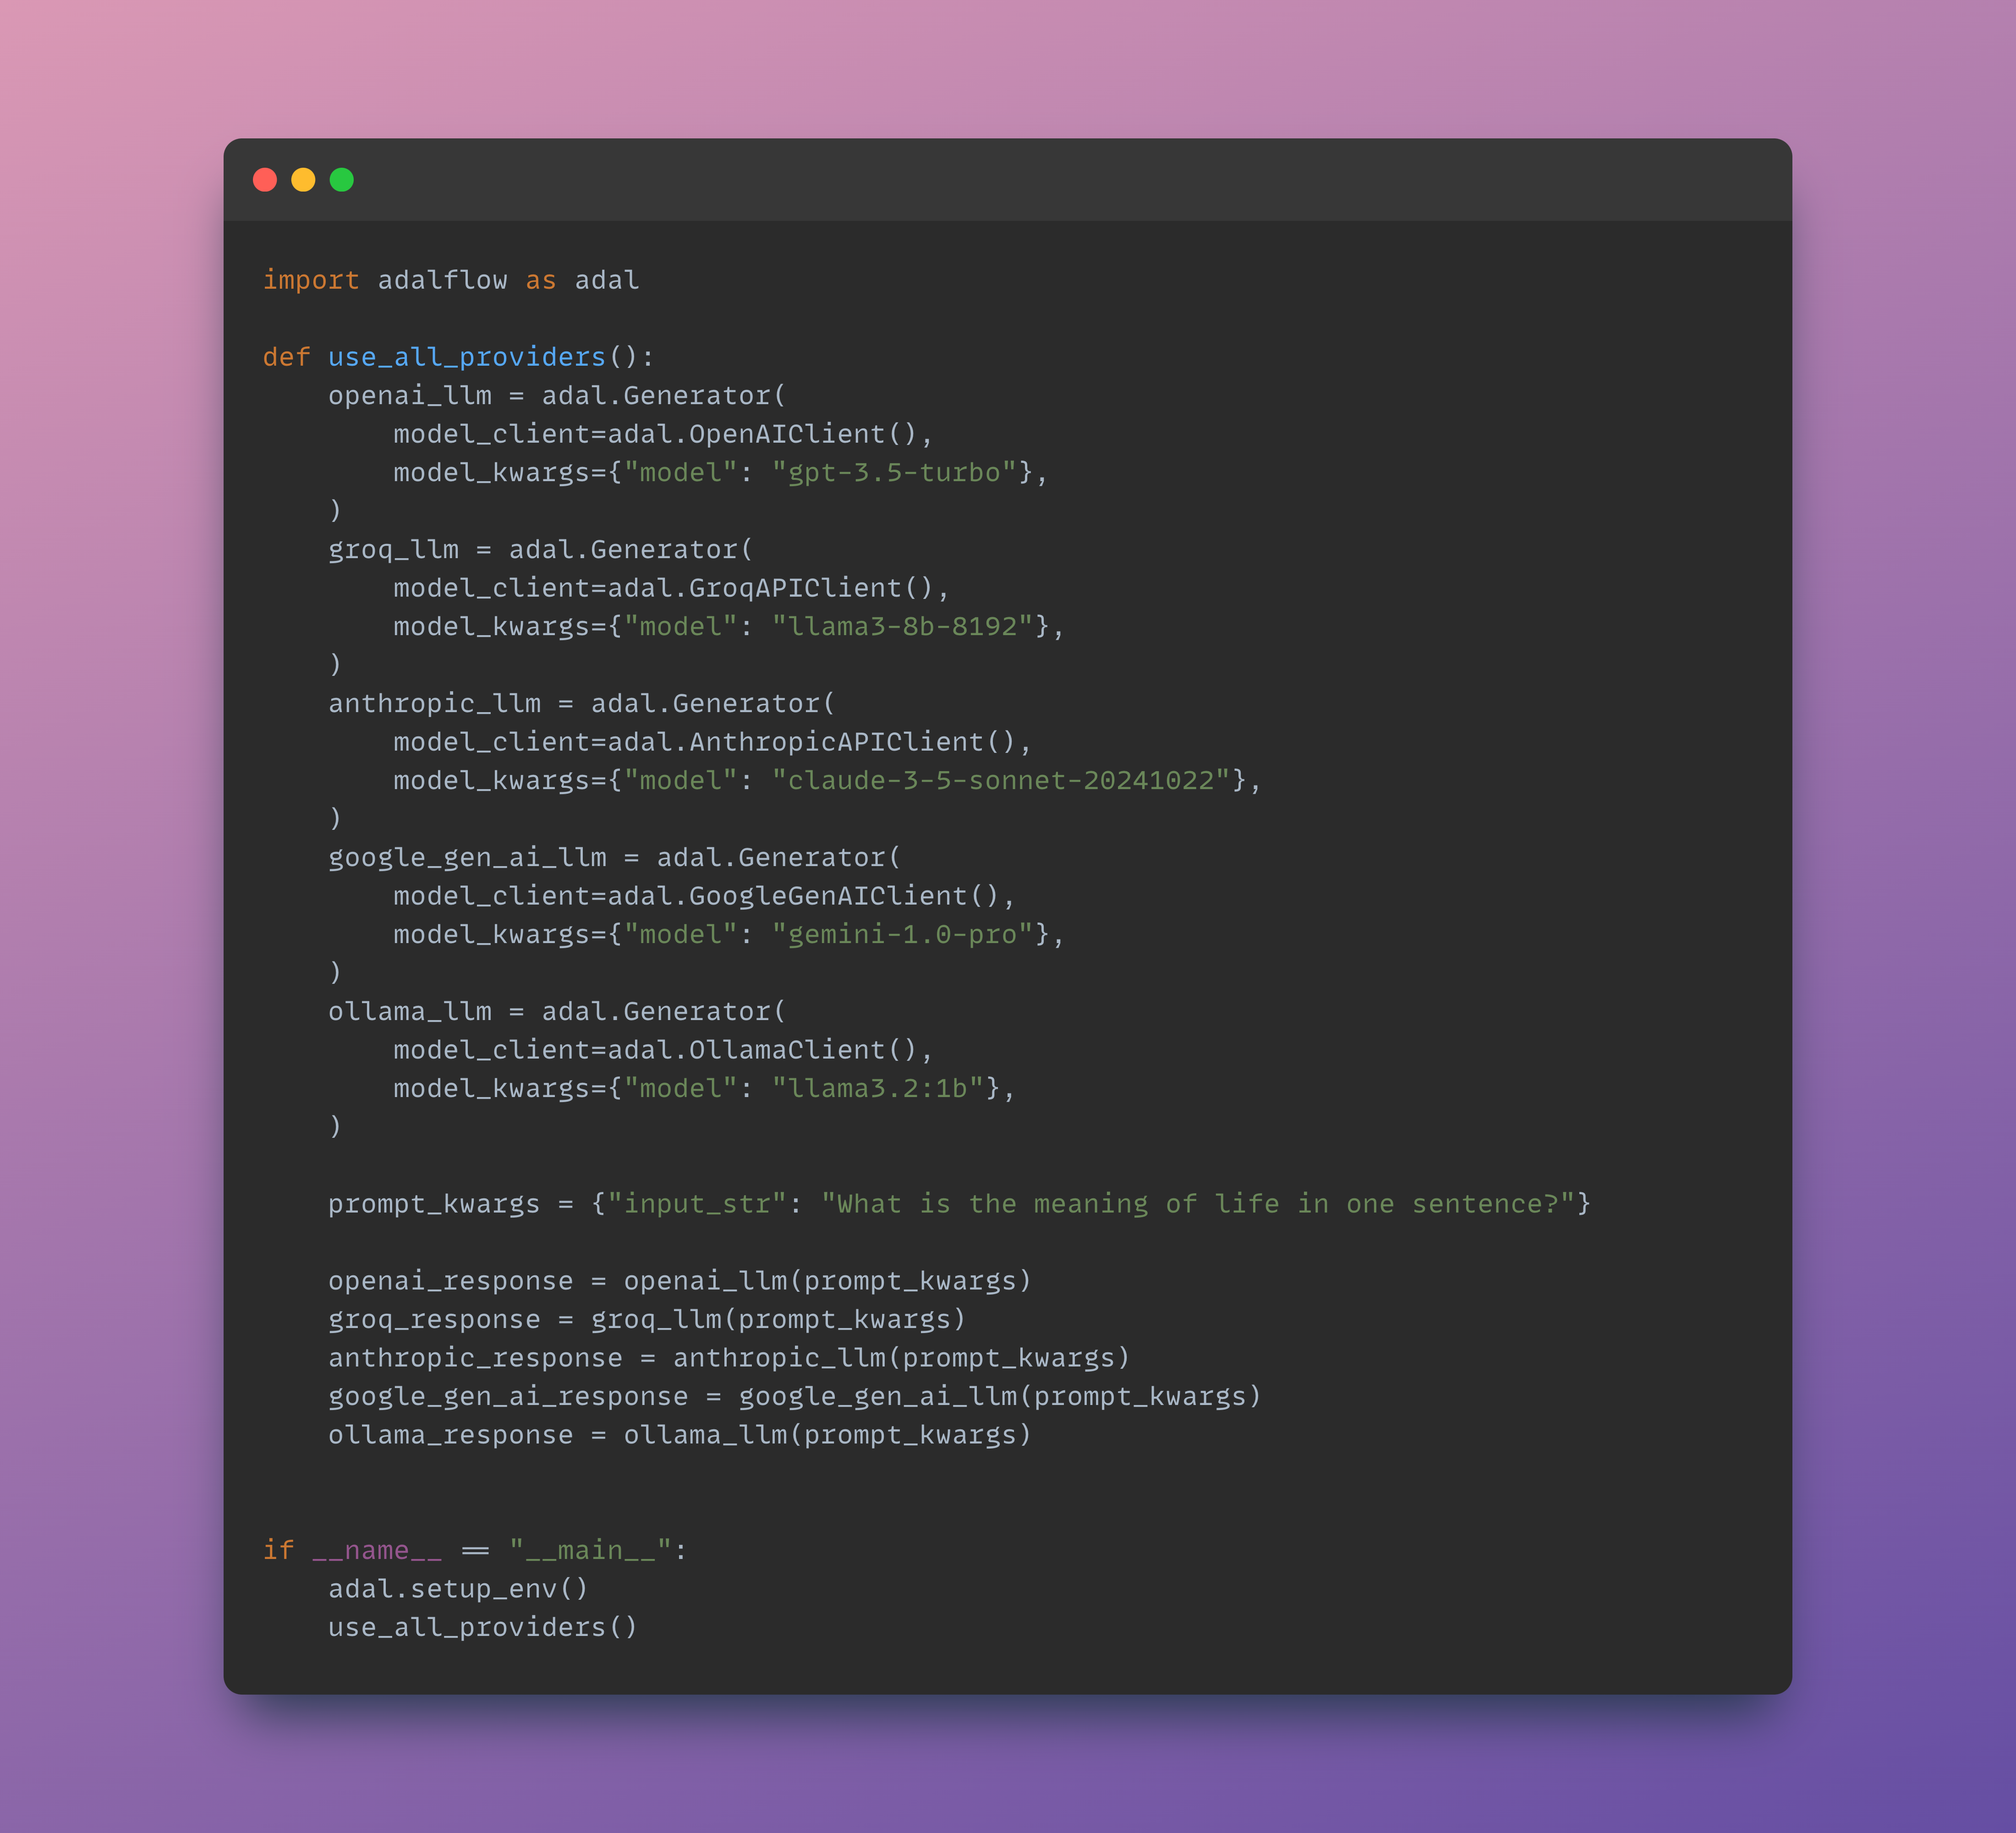 import adalflow as adal

def use_all_providers():
    openai_llm = adal.Generator(
        model_client=adal.OpenAIClient(),
        model_kwargs={"model": "gpt-3.5-turbo"},
    )
    groq_llm = adal.Generator(
        model_client=adal.GroqAPIClient(),
        model_kwargs={"model": "llama3-8b-8192"},
    )
    anthropic_llm = adal.Generator(
        model_client=adal.AnthropicAPIClient(),
        model_kwargs={"model": "claude-3-5-sonnet-20241022"},
    )
    google_gen_ai_llm = adal.Generator(
        model_client=adal.GoogleGenAIClient(),
        model_kwargs={"model": "gemini-1.0-pro"},
    )
    ollama_llm = adal.Generator(
        model_client=adal.OllamaClient(),
        model_kwargs={"model": "llama3.2:1b"},
    )

    prompt_kwargs = {"input_str": "What is the meaning of life in one sentence?"}

    openai_response = openai_llm(prompt_kwargs)
    groq_response = groq_llm(prompt_kwargs)
    anthropic_response = anthropic_llm(prompt_kwargs)
    google_gen_ai_response = google_gen_ai_llm(prompt_kwargs)
    ollama_response = ollama_llm(prompt_kwargs)


if __name__ == "__main__":
    adal.setup_env()
    use_all_providers()